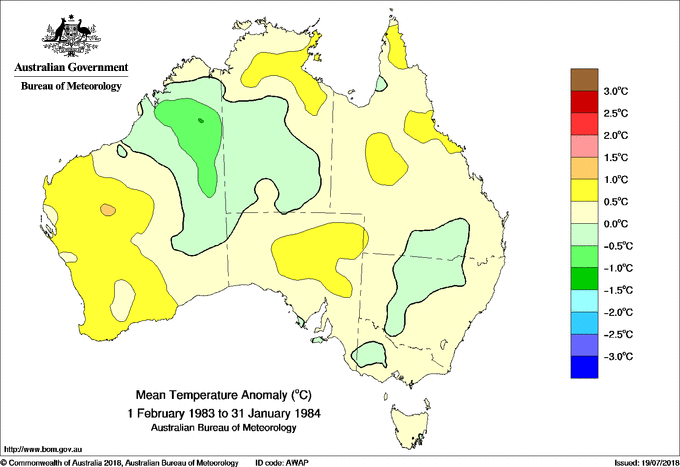 Australian Government
Bureau of Meteorology
3.0°C
2.5°C
2.0°C
1.5°C
1.0°C
0.5°C
0.0°C
-0.5°C
-1.0°C
-1.5°C
-2.0°C
-2.5°C
-3.0°C
Mean Temperature Anomaly (°C)
1 February 1983 to 31 January 1984
Australian Bureau of Meteorology
http://www.bom.gov.au
© Commonwealth of Australia 2018, Australian Bureau of Meteorology ID code: AWAP Issued: 19/07/2018